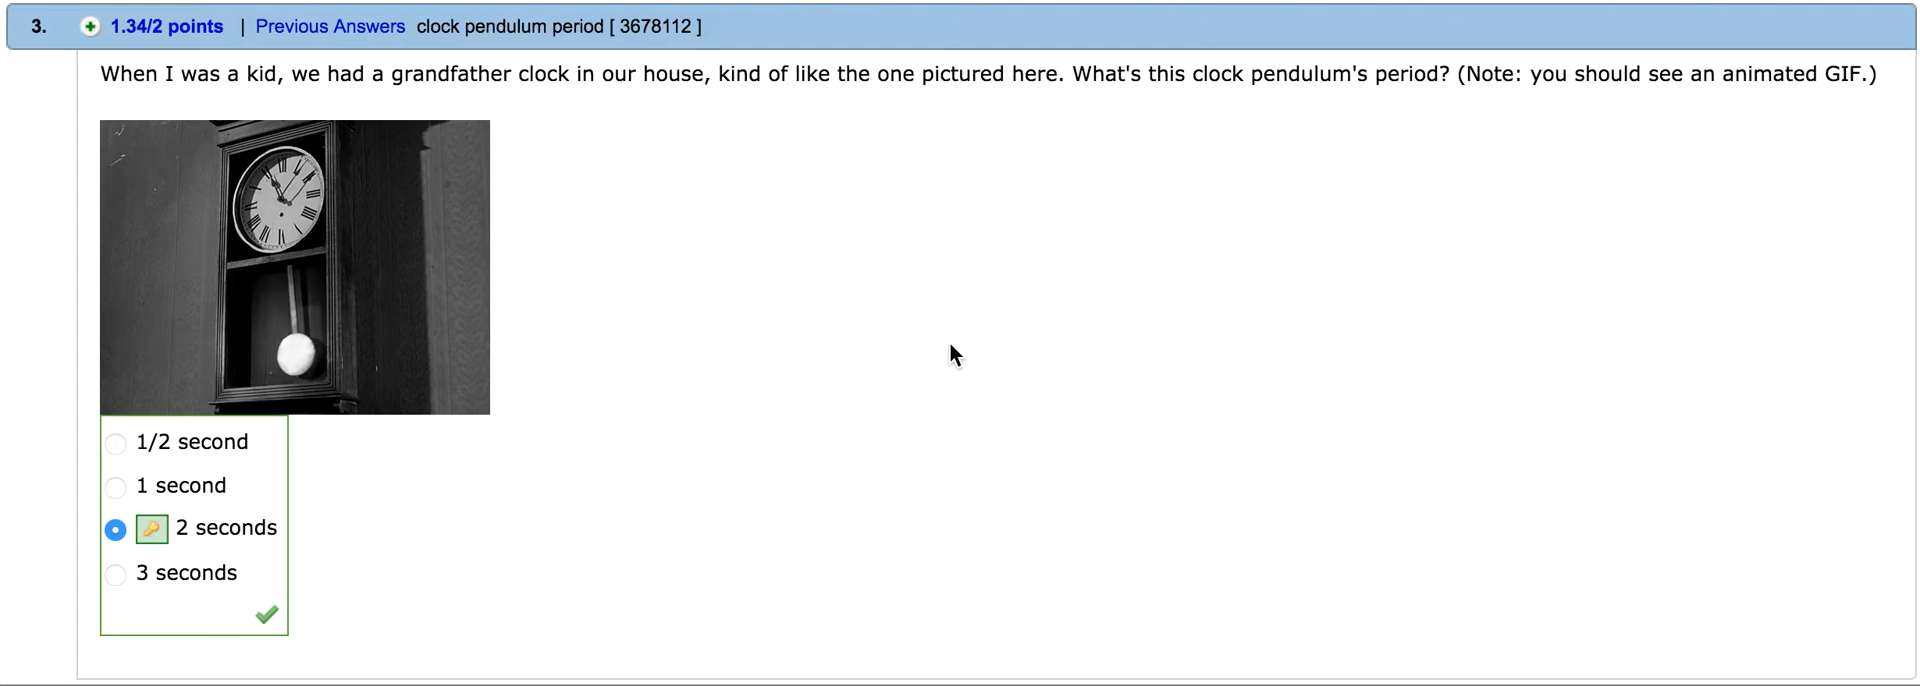 3. 1.34/2 points | Previous Answers clock pendulum period [ 3678112 ]
When I was a kid, we had a grandfather clock in our house, kind of like the one pictured here. What's this clock pendulum's period? (Note: you should see an animated GIF.)
1/2 second
1 second
2 seconds
3 seconds